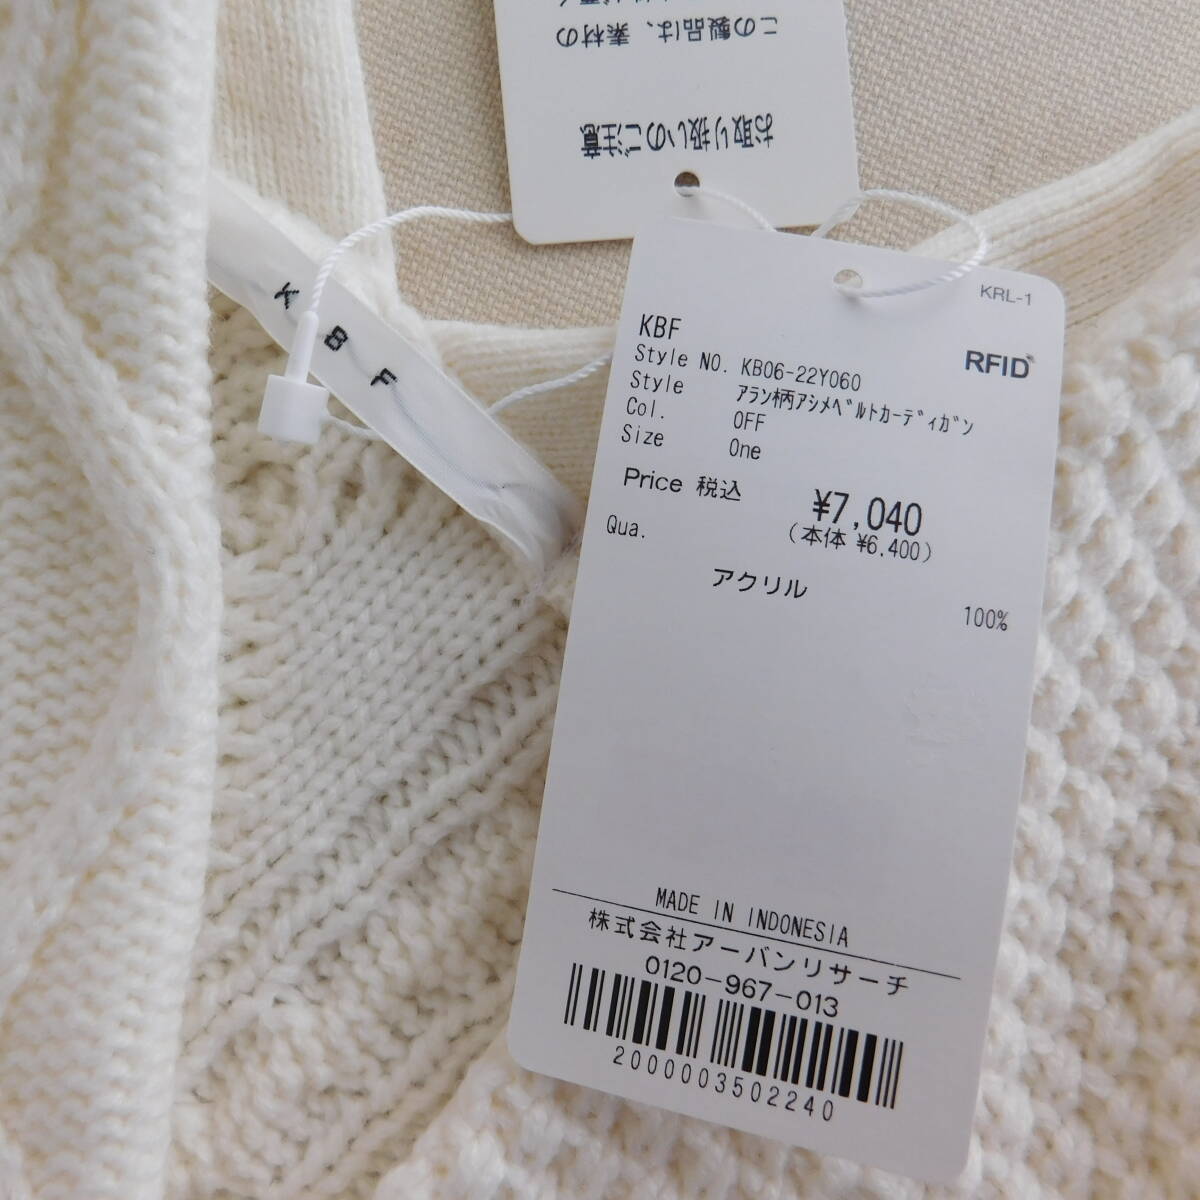 この製品は、素材の
お取り扱いのご注意
K B F
KRL-1
RFID
KBF
Style NO. KB06-22Y060
Style ｱﾗﾝ柄ｱｼﾒﾍﾞﾙﾄｶｰﾃﾞｨｶﾞﾝ
Col. OFF
Size One
Price 税込 ¥7,040
(本体 ¥6,400)
Qua.
アクリル 100%
MADE IN INDONESIA
株式会社アーバンリサーチ
0120-967-013
2000003502240